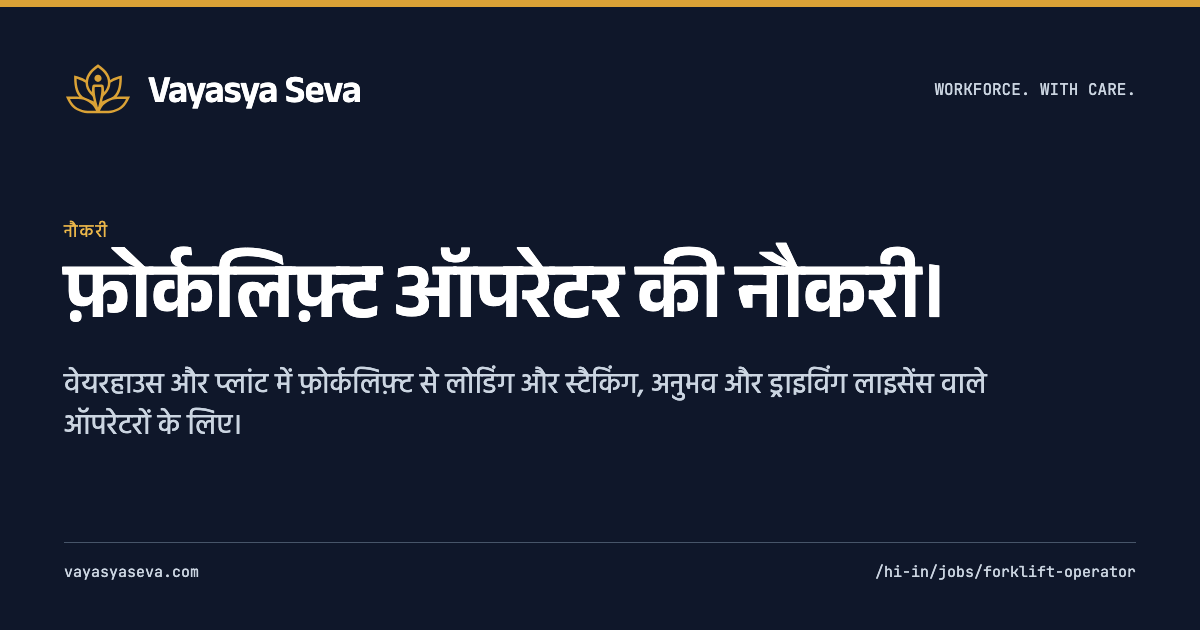 Vayasya Seva
WORKFORCE. WITH CARE.
नौकरी
फ़ोर्कलिफ़्ट ऑपरेटर की नौकरी।
वेयरहाउस और प्लांट में फ़ोर्कलिफ़्ट से लोडिंग और स्टैकिंग, अनुभव और ड्राइविंग लाइसेंस वाले
ऑपरेटरों के लिए।
vayasyaseva.com
/hi-in/jobs/forklift-operator